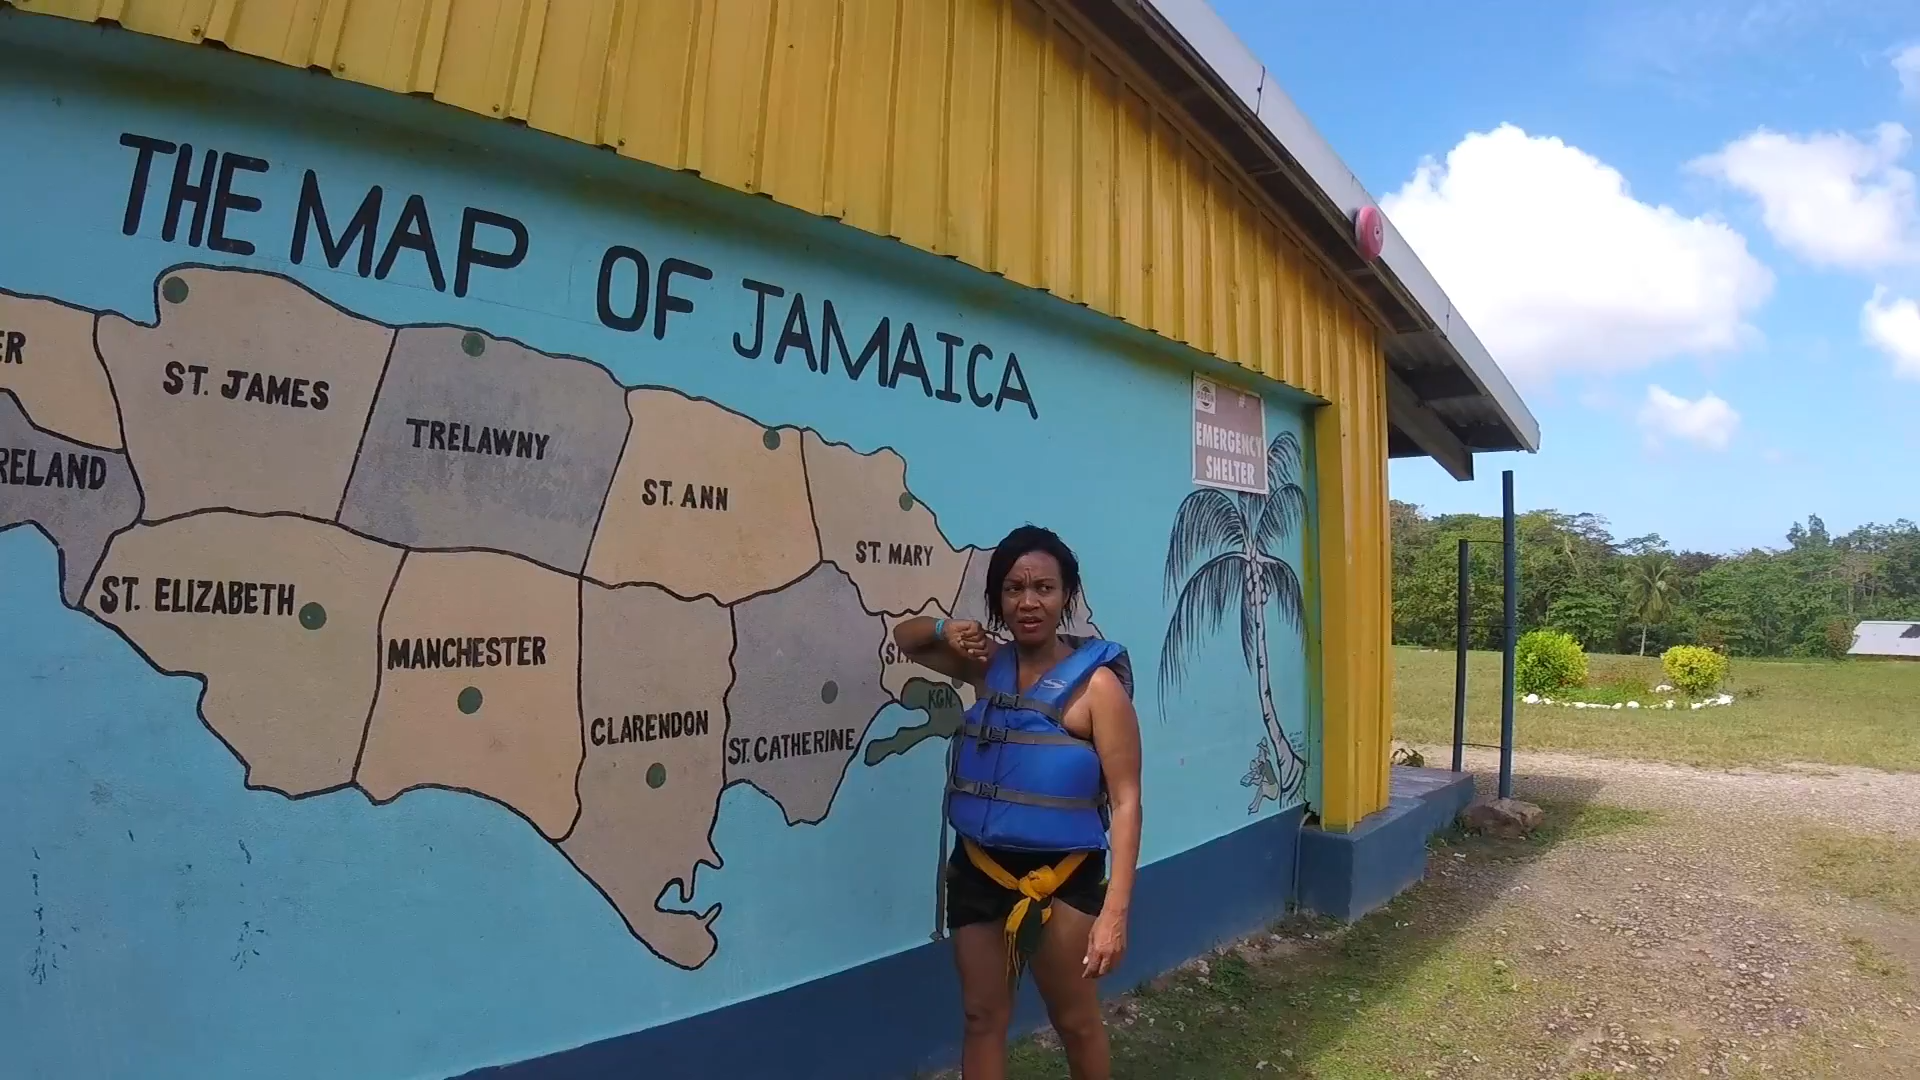 THE MAP OF JAMAICA
ER
ST. JAMES
TRELAWNY
ST. ANN
ST. MARY
RELAND
ST. ELIZABETH
MANCHESTER
CLARENDON
ST. CATHERINE
ST.
KGN.
EMERGENCY
SHELTER